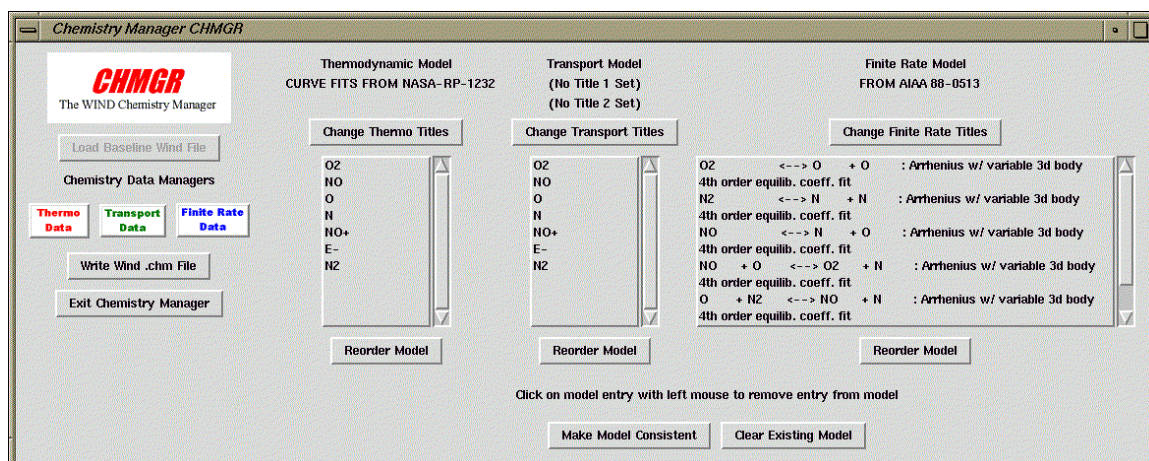 Chemistry Manager CHMGR
CHMGR
The WIND Chemistry Manager
Load Baseline Wind File
Chemistry Data Managers
Thermo Data
Transport Data
Finite Rate Data
Write Wind .chm File
Exit Chemistry Manager
Thermodynamic Model
CURVE FITS FROM NASA-RP-1232
Change Thermo Titles
O2
NO
O
N
NO+
E-
N2
Reorder Model
Transport Model
(No Title 1 Set)
(No Title 2 Set)
Change Transport Titles
O2
NO
O
N
NO+
E-
N2
Reorder Model
Finite Rate Model
FROM AIAA 88-0513
Change Finite Rate Titles
O2 <--> O + O : Arrhenius w/ variable 3d body
4th order equilib. coeff. fit
N2 <--> N + N : Arrhenius w/ variable 3d body
4th order equilib. coeff. fit
NO <--> N + O : Arrhenius w/ variable 3d body
4th order equilib. coeff. fit
NO + O <--> O2 + N : Arrhenius w/ variable 3d body
4th order equilib. coeff. fit
O + N2 <--> NO + N : Arrhenius w/ variable 3d body
4th order equilib. coeff. fit
Reorder Model
Click on model entry with left mouse to remove entry from model
Make Model Consistent
Clear Existing Model